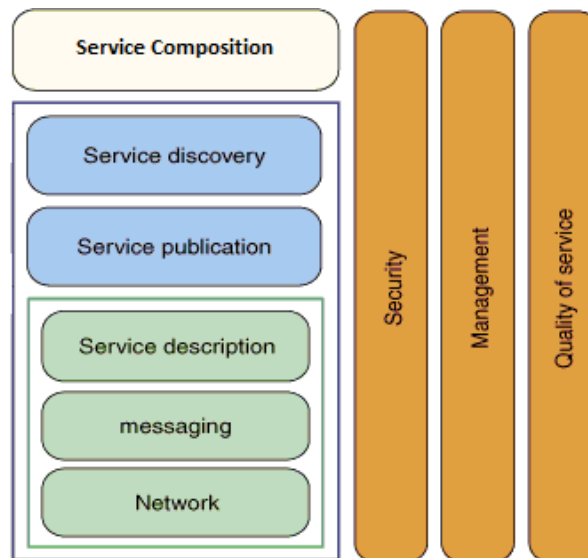 Service Composition
Service discovery
Service publication
Service description
messaging
Network
Security
Management
Quality of service